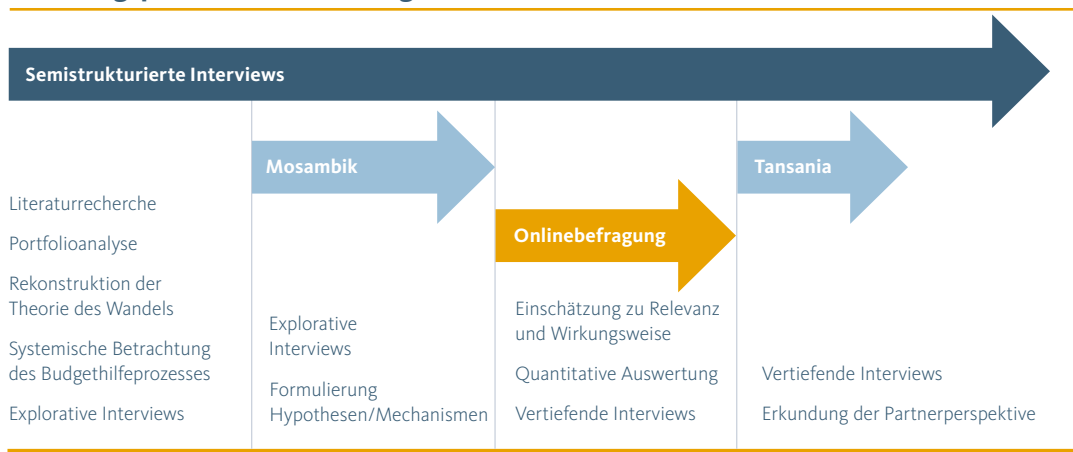 Semistrukturierte Interviews
Mosambik
Tansania
Onlinebefragung
Literaturrecherche
Portfolioanalyse
Rekonstruktion der
Theorie des Wandels
Systemische Betrachtung
des Budgethilfeprozesses
Explorative Interviews
Explorative
Interviews
Formulierung
Hypothesen/Mechanismen
Einschätzung zu Relevanz
und Wirkungsweise
Quantitative Auswertung
Vertiefende Interviews
Vertiefende Interviews
Erkundung der Partnerperspektive